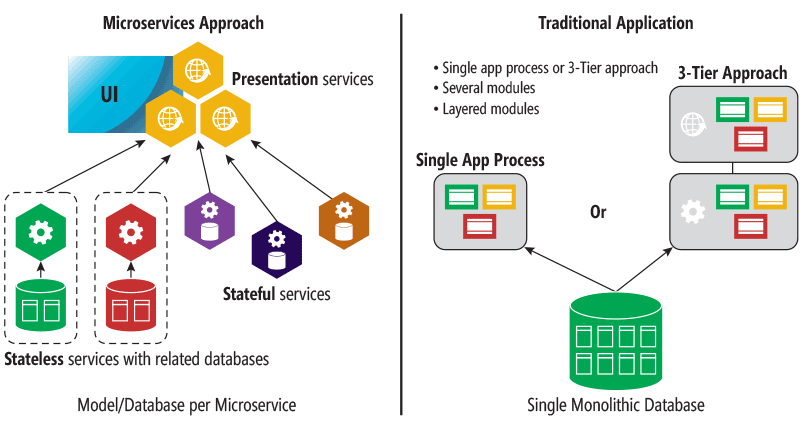 Microservices Approach
UI
Presentation services
Stateful services
Stateless services with related databases
Model/Database per Microservice
Traditional Application
• Single app process or 3-Tier approach
• Several modules
• Layered modules
3-Tier Approach
Single App Process
Or
Single Monolithic Database